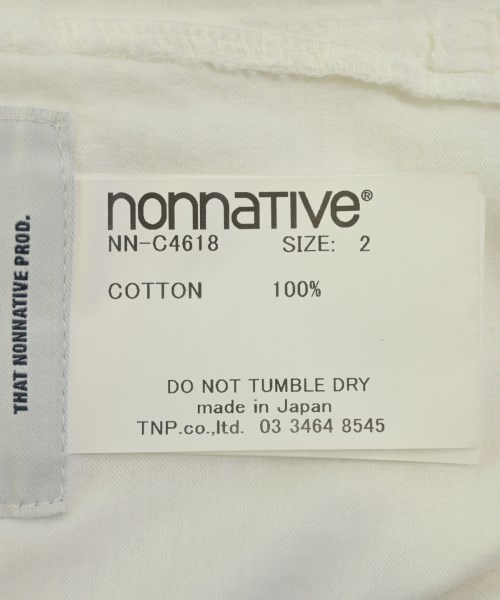 THAT NONNATIVE PROD.
nonnative®
NN-C4618 SIZE: 2
COTTON 100%
DO NOT TUMBLE DRY
made in Japan
TNP.co.,ltd. 03 3464 8545